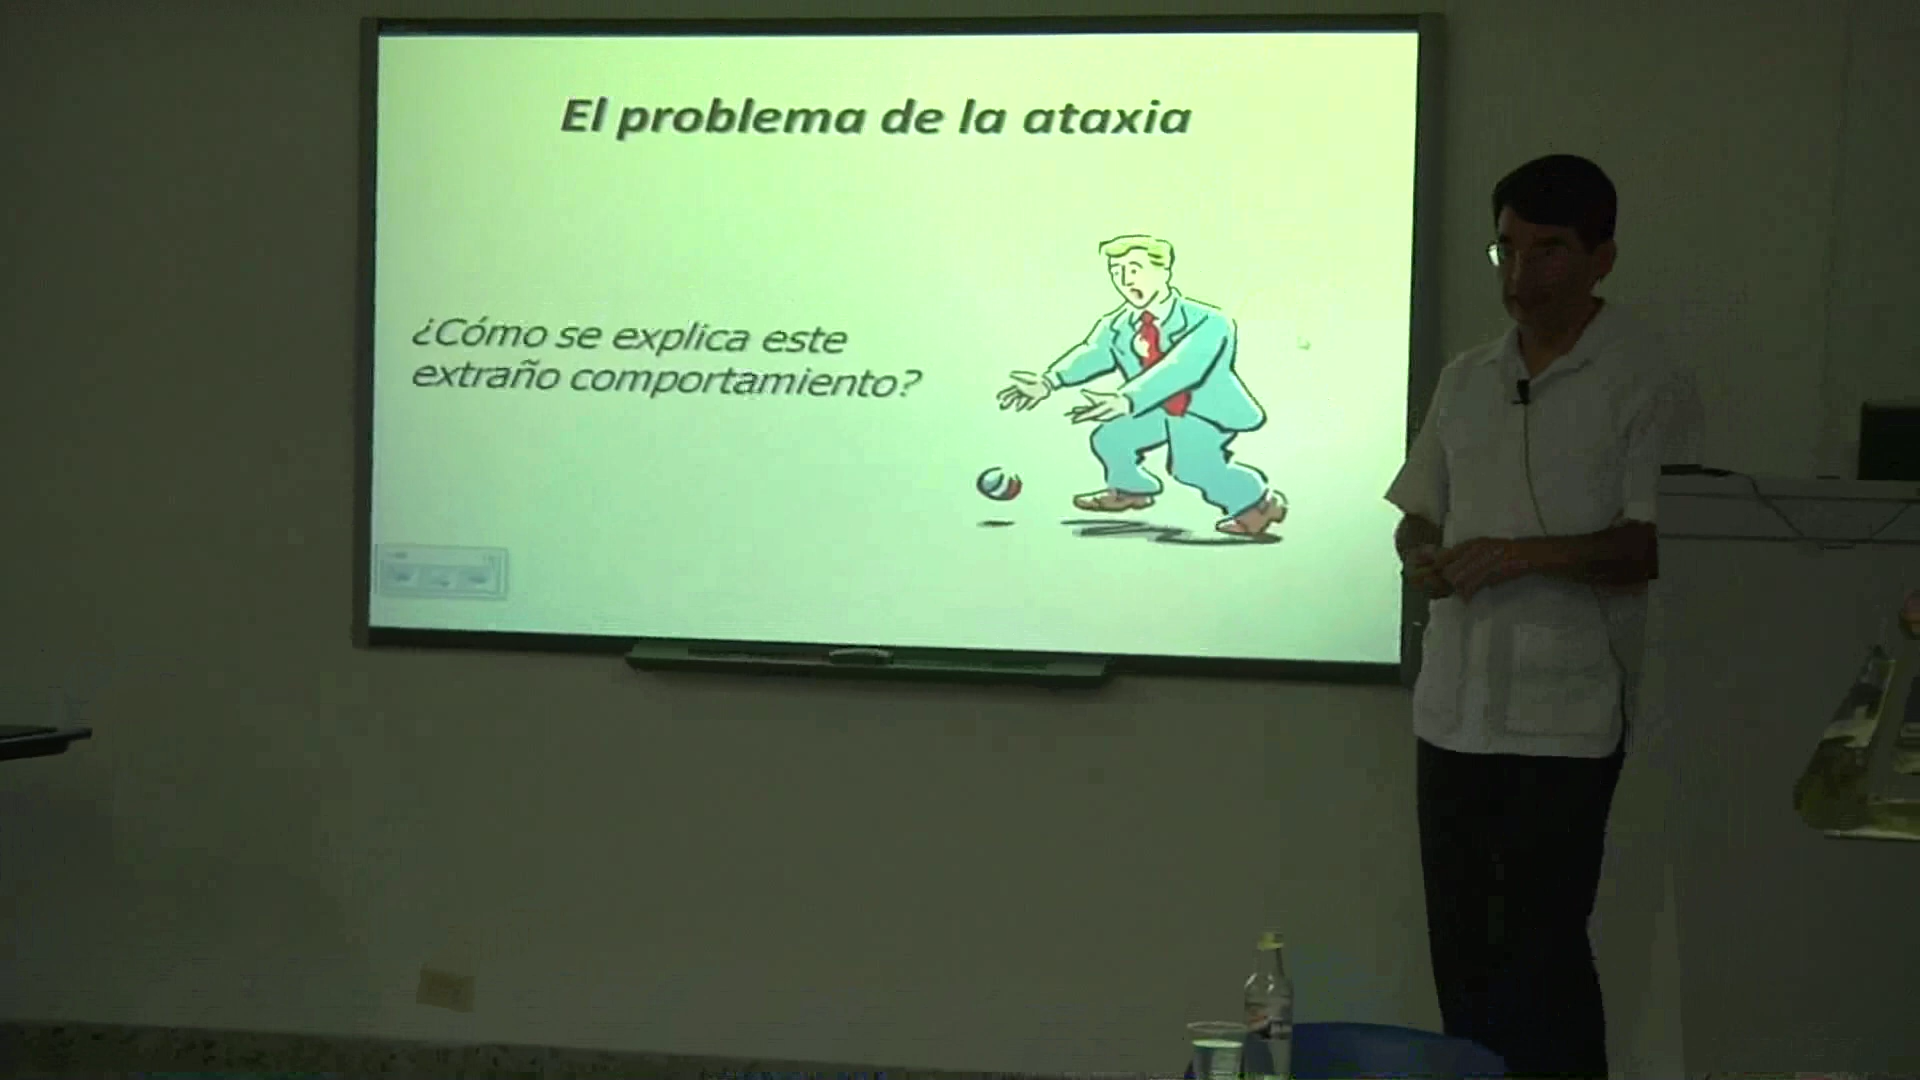 El problema de la ataxia
¿Cómo se explica este
extraño comportamiento?